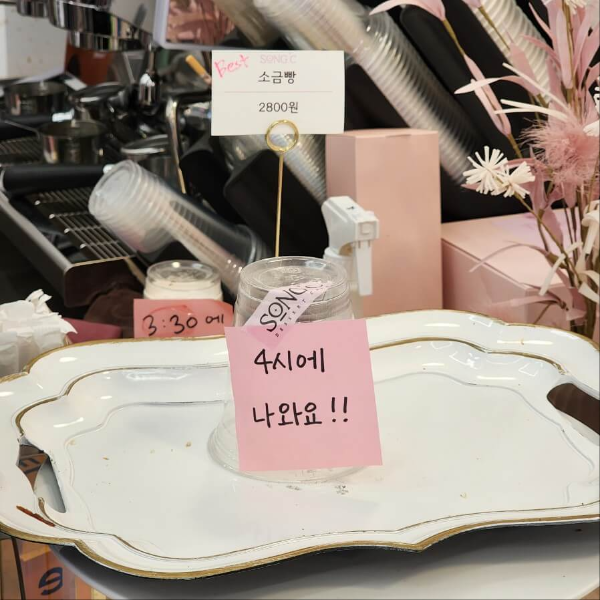 Best
SONG.C
소금빵
2800원
3:30에
SONG.C
4시에
나와요!!